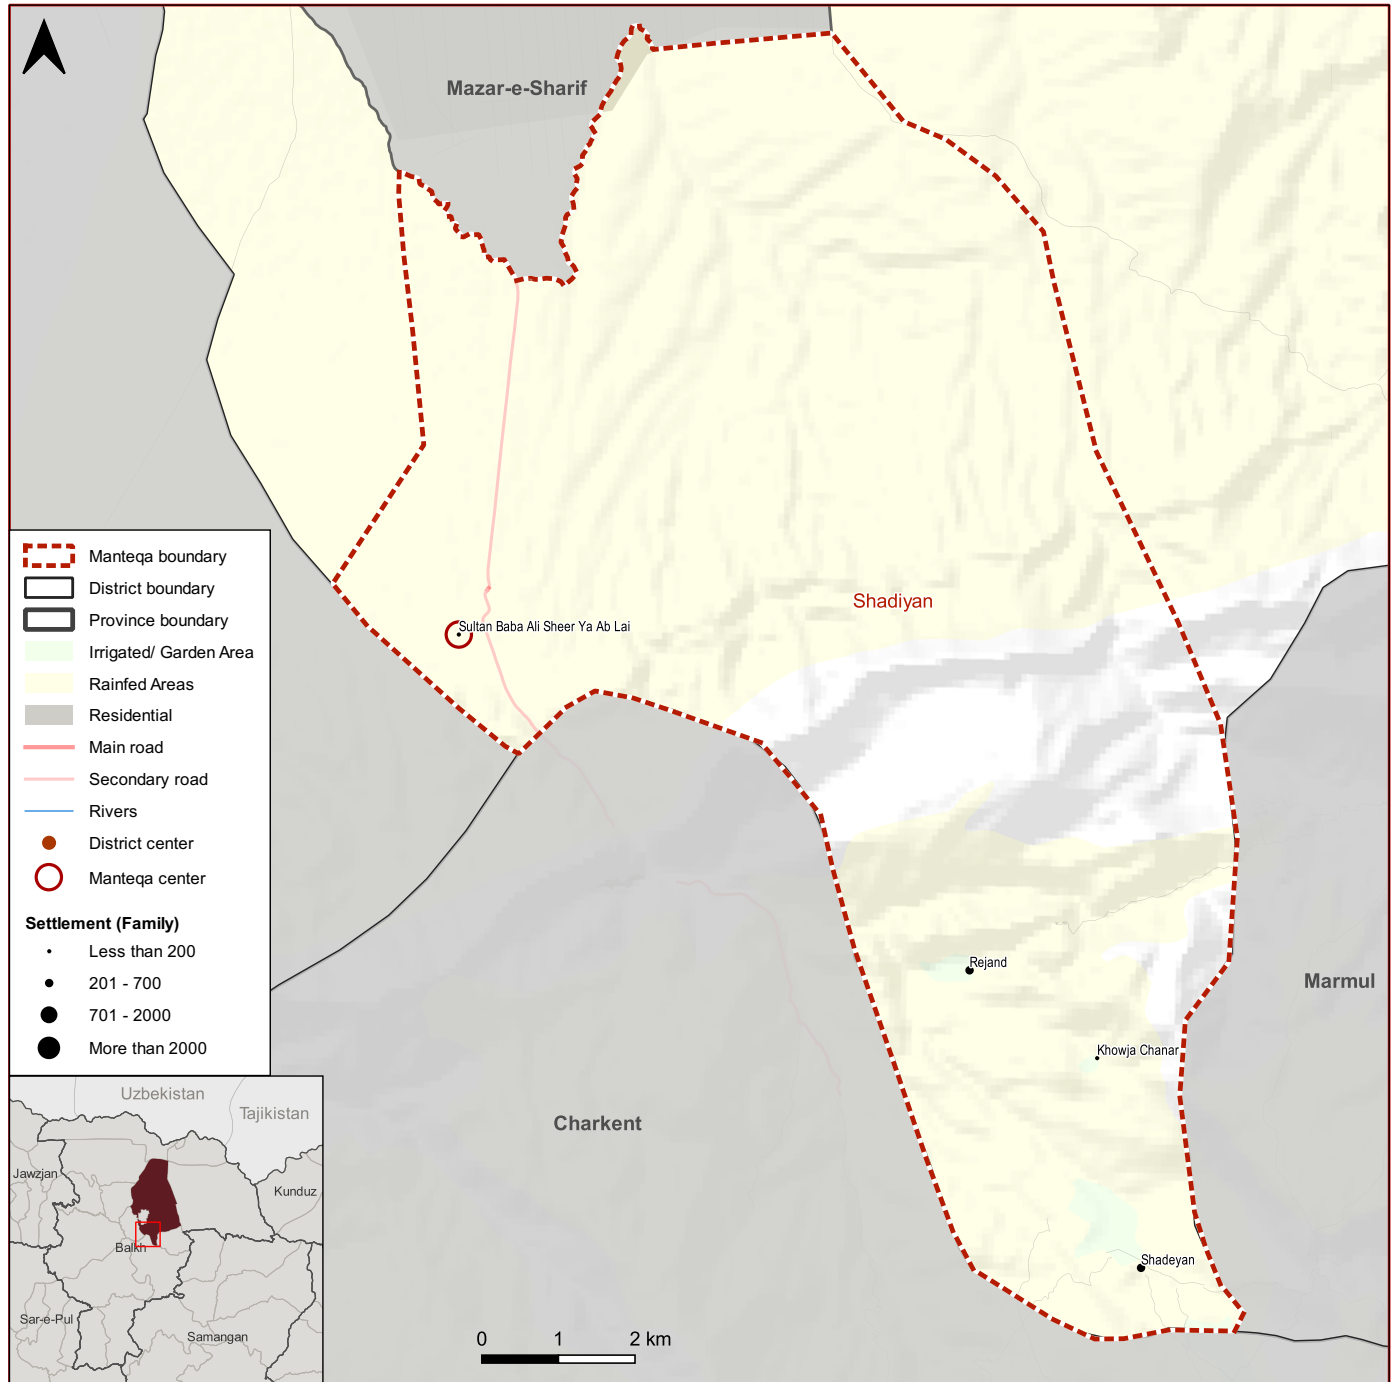 Mazar-e-Sharif
Shadiyan
Sultan Baba Ali Sheer Ya Ab Lai
Rejand
Marmul
Khowja Chanar
Charkent
Shadeyan
Manteqa boundary
District boundary
Province boundary
Irrigated/ Garden Area
Rainfed Areas
Residential
Main road
Secondary road
Rivers
District center
Manteqa center
Settlement (Family)
Less than 200
201 - 700
701 - 2000
More than 2000
Uzbekistan
Tajikistan
Jawzjan
Kunduz
Balkh
Sar-e-Pul
Samangan
0 1 2 km